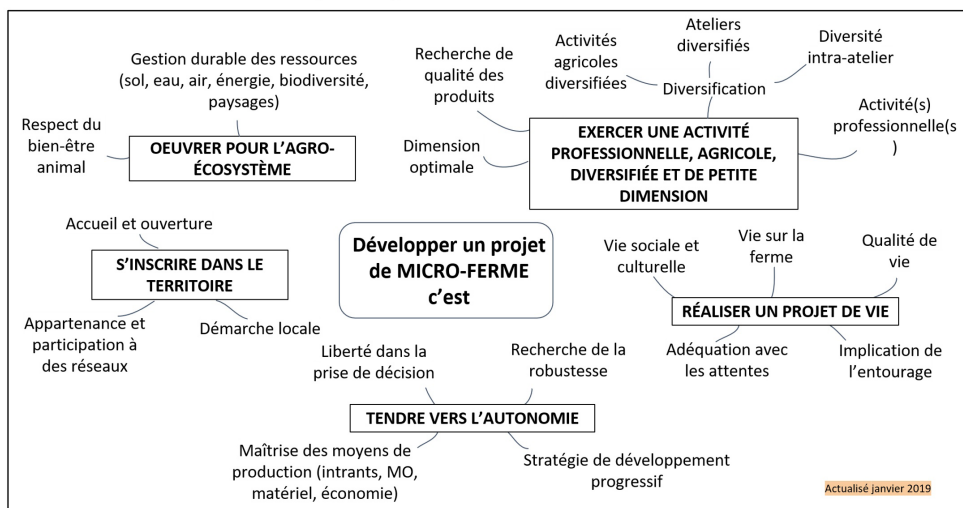 Gestion durable des ressources
(sol, eau, air, énergie, biodiversité,
paysages)
Respect du
bien-être
animal
OEUVRER POUR L'AGRO-
ÉCOSYSTÈME
Recherche de
qualité des
produits
Activités
agricoles
diversifiées
Ateliers
diversifiés
Diversité
intra-atelier
Diversification
Activité(s)
professionnelle(s
)
Dimension
optimale
EXERCER UNE ACTIVITÉ
PROFESSIONNELLE, AGRICOLE,
DIVERSIFIÉE ET DE PETITE
DIMENSION
Accueil et ouverture
S'INSCRIRE DANS LE
TERRITOIRE
Appartenance et
participation à
des réseaux
Démarche locale
Développer un projet
de MICRO-FERME
c'est
Vie sociale et
culturelle
Vie sur la
ferme
Qualité de
vie
RÉALISER UN PROJET DE VIE
Adéquation avec
les attentes
Implication de
l'entourage
Liberté dans la
prise de décision
Recherche de la
robustesse
TENDRE VERS L'AUTONOMIE
Maîtrise des moyens de
production (intrants, MO,
matériel, économie)
Stratégie de développement
progressif
Actualisé janvier 2019